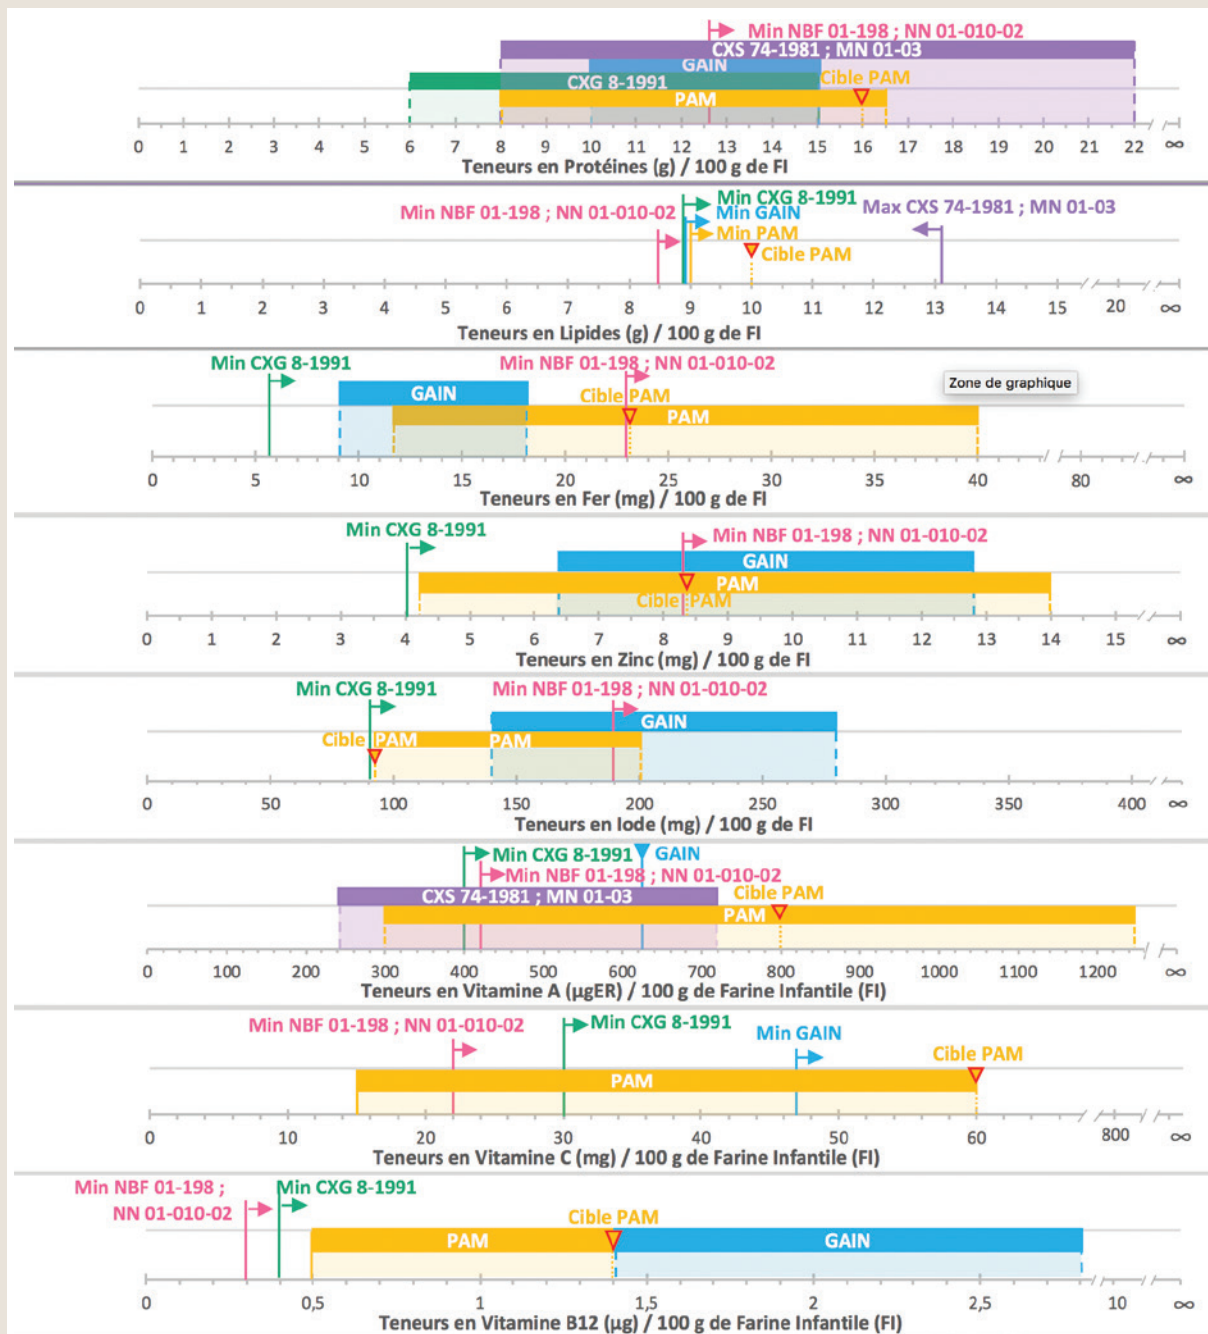 Min NBF 01-198 ; NN 01-010-02
CXS 74-1981 ; MN 01-03
GAIN
CXG 8-1991
Cible PAM
PAM
0 1 2 3 4 5 6 7 8 9 10 11 12 13 14 15 16 17 18 19 20 21 22 ∞
Teneurs en Protéines (g) / 100 g de FI
Min CXG 8-1991
Min NBF 01-198 ; NN 01-010-02
Min GAIN
Max CXS 74-1981 ; MN 01-03
Min PAM
Cible PAM
0 1 2 3 4 5 6 7 8 9 10 11 12 13 14 15 20 ∞
Teneurs en Lipides (g) / 100 g de FI
Min CXG 8-1991
Min NBF 01-198 ; NN 01-010-02
Zone de graphique
GAIN
Cible PAM
PAM
0 5 10 15 20 25 30 35 40 80 ∞
Teneurs en Fer (mg) / 100 g de FI
Min CXG 8-1991
Min NBF 01-198 ; NN 01-010-02
GAIN
PAM
Cible PAM
0 1 2 3 4 5 6 7 8 9 10 11 12 13 14 15 ∞
Teneurs en Zinc (mg) / 100 g de FI
Min CXG 8-1991
Min NBF 01-198 ; NN 01-010-02
GAIN
Cible PAM
PAM
0 50 100 150 200 250 300 350 400 ∞
Teneurs en Iode (mg) / 100 g de FI
Min CXG 8-1991
GAIN
Min NBF 01-198 ; NN 01-010-02
CXS 74-1981 ; MN 01-03
Cible PAM
PAM
0 100 200 300 400 500 600 700 800 900 1000 1100 1200 ∞
Teneurs en Vitamine A (µgER) / 100 g de Farine Infantile (FI)
Min NBF 01-198 ; NN 01-010-02
Min CXG 8-1991
Min GAIN
Cible PAM
PAM
0 10 20 30 40 50 60 800 ∞
Teneurs en Vitamine C (mg) / 100 g de Farine Infantile (FI)
Min NBF 01-198 ;
NN 01-010-02
Min CXG 8-1991
Cible PAM
PAM
GAIN
0 0,5 1 1,5 2 2,5 10 ∞
Teneurs en Vitamine B12 (µg) / 100 g de Farine Infantile (FI)